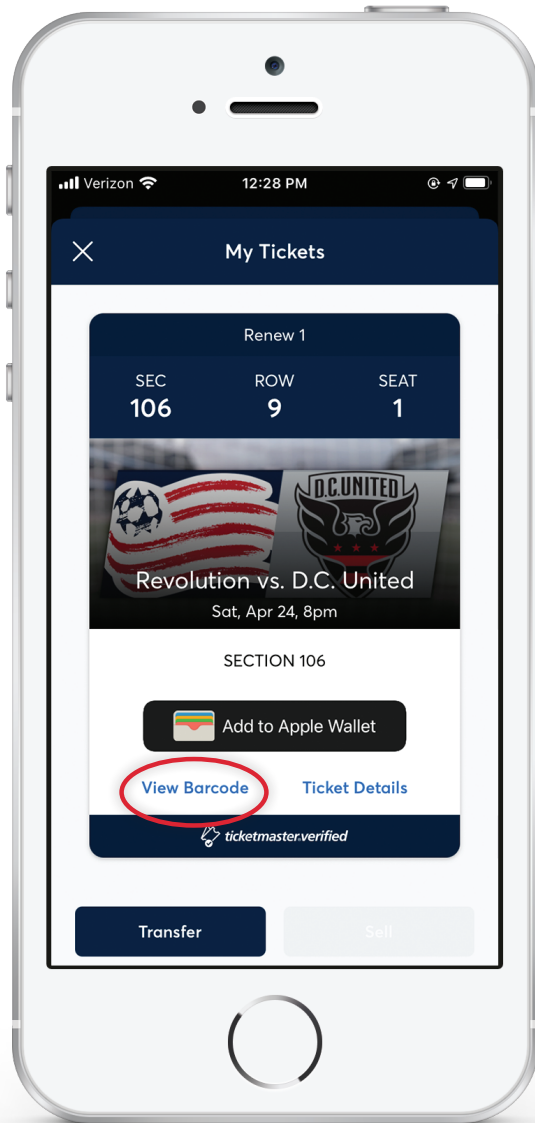 Verizon 12:28 PM
My Tickets
Renew 1
SEC ROW SEAT
106 9 1
D.C.UNITED
Revolution vs. D.C. United
Sat, Apr 24, 8pm
SECTION 106
Add to Apple Wallet
View Barcode Ticket Details
ticketmaster.verified
Transfer Sell